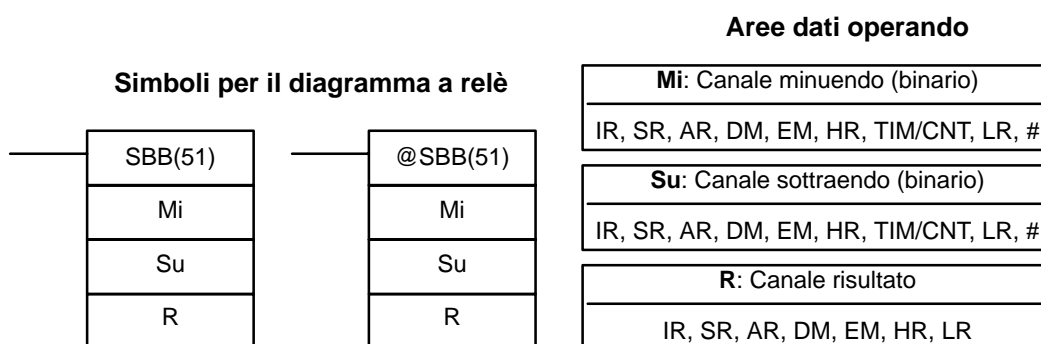 Simboli per il diagramma a relè
SBB(51)
Mi
Su
R
@SBB(51)
Mi
Su
R
Aree dati operando
Mi: Canale minuendo (binario)
IR, SR, AR, DM, EM, HR, TIM/CNT, LR, #
Su: Canale sottraendo (binario)
IR, SR, AR, DM, EM, HR, TIM/CNT, LR, #
R: Canale risultato
IR, SR, AR, DM, EM, HR, LR